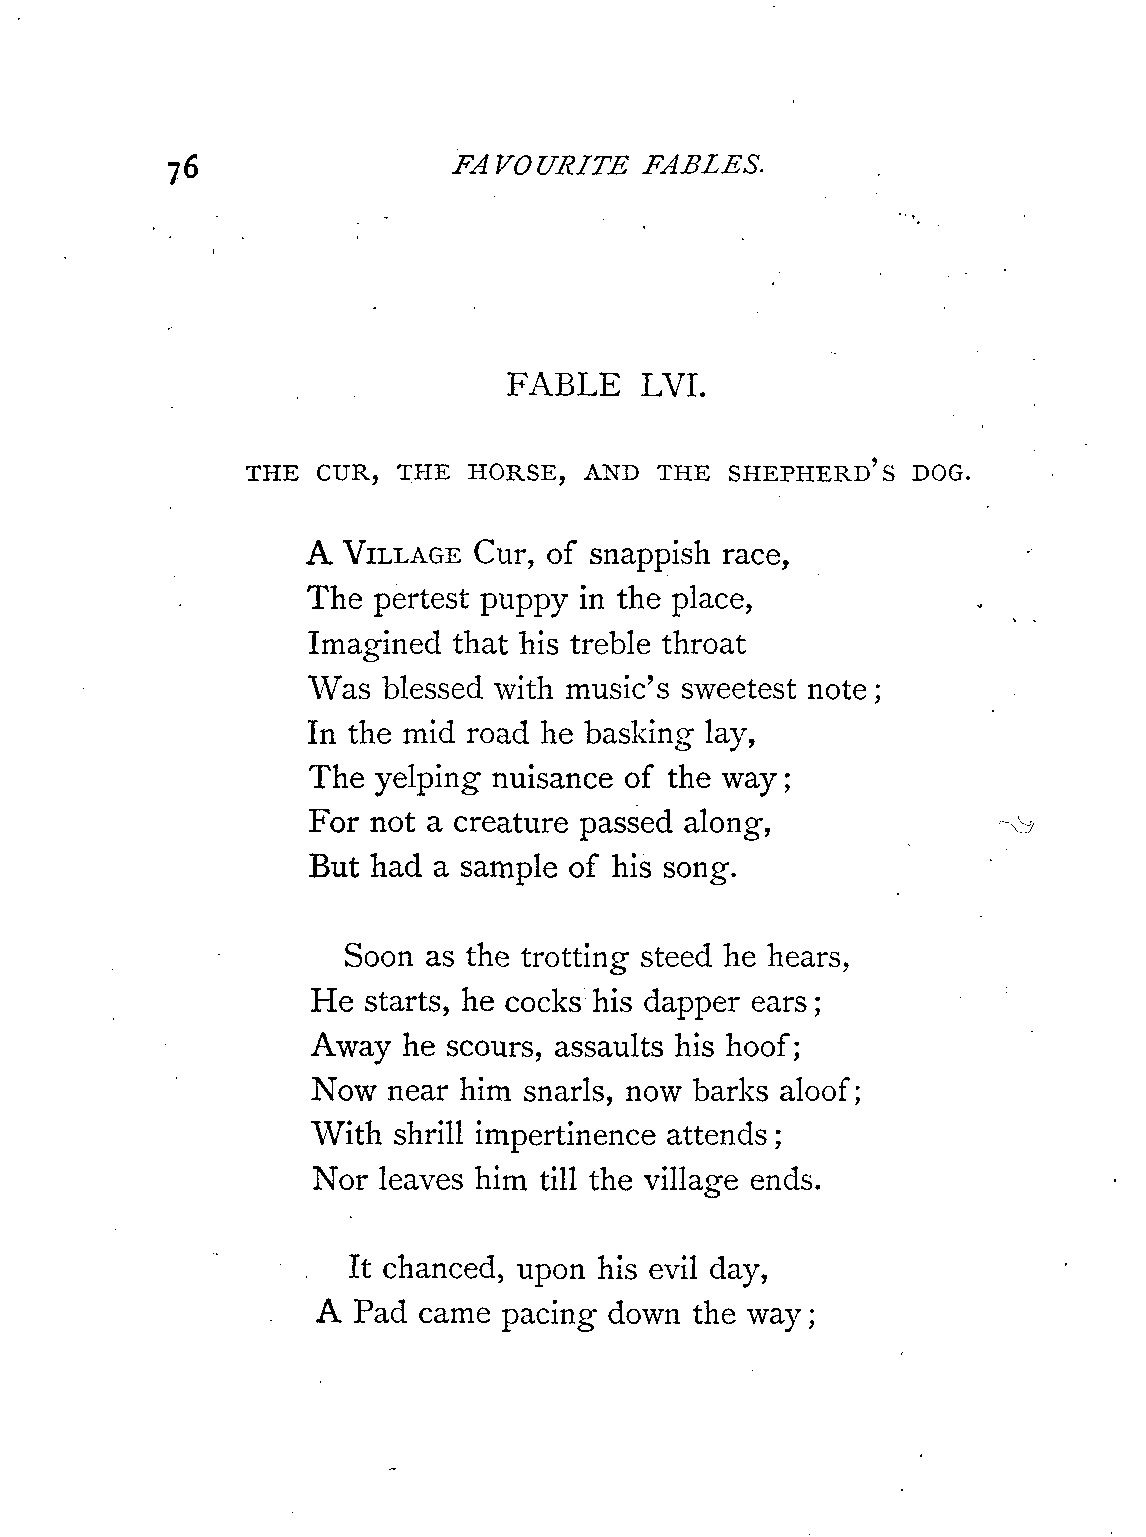 76 FAVOURITE FABLES.
FABLE LVI.
THE CUR, THE HORSE, AND THE SHEPHERD'S DOG.
A VILLAGE Cur, of snappish race,
The pertest puppy in the place,
Imagined that his treble throat
Was blessed with music's sweetest note;
In the mid road he basking lay,
The yelping nuisance of the way;
For not a creature passed along,
But had a sample of his song.
Soon as the trotting steed he hears,
He starts, he cocks his dapper ears;
Away he scours, assaults his hoof;
Now near him snarls, now barks aloof;
With shrill impertinence attends;
Nor leaves him till the village ends.
It chanced, upon his evil day,
A Pad came pacing down the way;